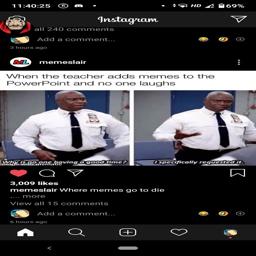 11:40:25
HD
69%
Instagram
all 240 comments
Add a comment...
3 hours ago
memeslair
When the teacher adds memes to the
PowerPoint and no one laughs
Why is no one having a good time?
I specifically requested it.
3,009 likes
memeslair Where memes go to die
.... more
View all 15 comments
Add a comment...
5 hours ago